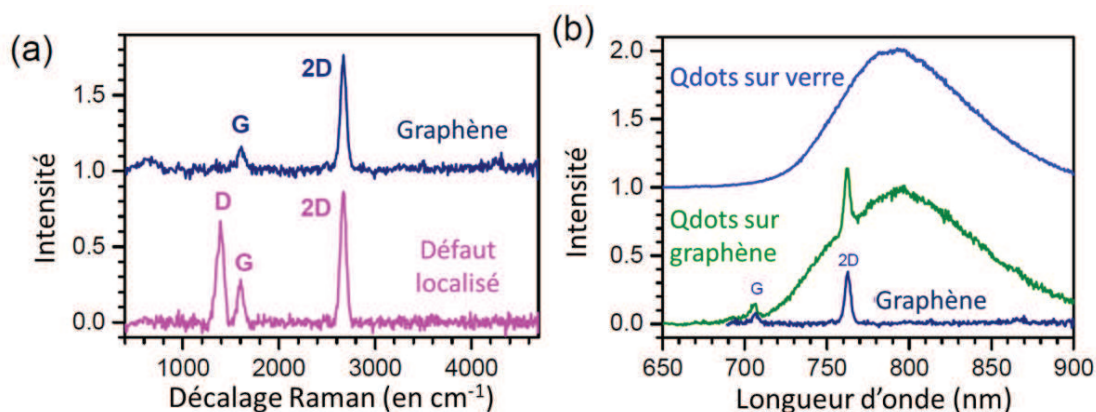 (a)
Intensité
1.5
1.0
0.5
0.0
2D
G
Graphène
D
2D
G
Défaut
localisé
1000 2000 3000 4000
Décalage Raman (en cm⁻¹)
(b)
Intensité
2.0
1.5
1.0
0.5
0.0
Qdots sur verre
Qdots sur
graphène
G
2D
Graphène
650 700 750 800 850 900
Longueur d'onde (nm)